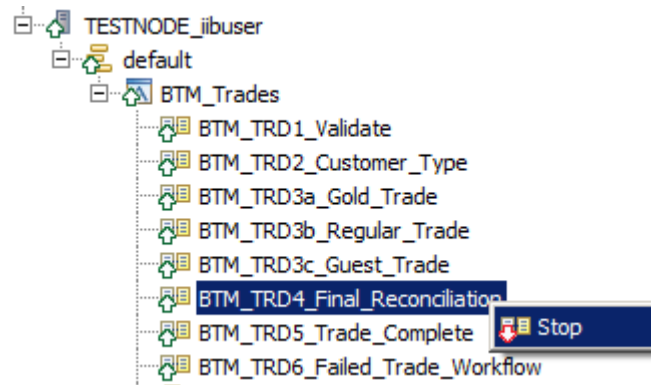 TESTNODE_iibuser
default
BTM_Trades
BTM_TRD1_Validate
BTM_TRD2_Customer_Type
BTM_TRD3a_Gold_Trade
BTM_TRD3b_Regular_Trade
BTM_TRD3c_Guest_Trade
BTM_TRD4_Final_Reconciliation
Stop
BTM_TRD5_Trade_Complete
BTM_TRD6_Failed_Trade_Workflow